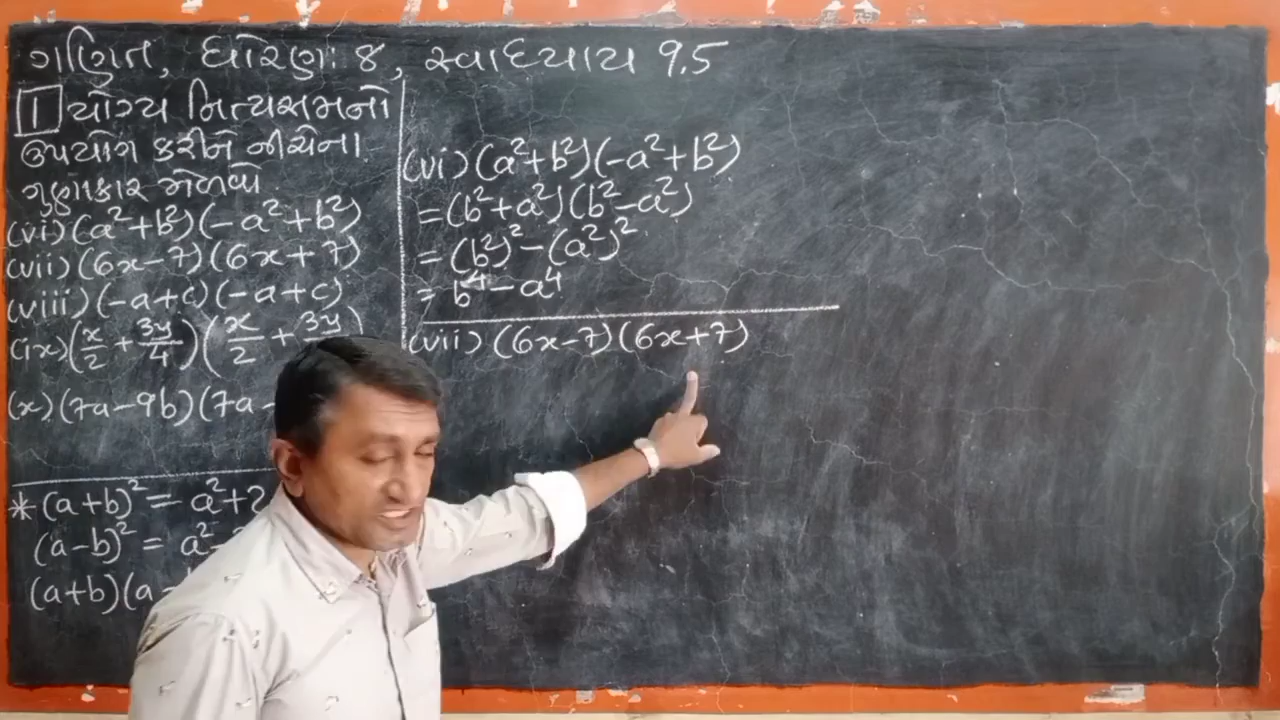 ગણિત, ધોરણઃ ૪, સ્વાધ્યાય 9.5
1 યોગ્ય નિત્યસમનો
ઉપયોગ કરીને નીચેના
ગુણાકાર મેળવો.
(vi) (a²+b²)(-a²+b²)
(vii) (6x-7)(6x+7)
(viii) (-a+c)(-a+c)
(ix) (x/2 + 3y/4)(x/2 + 3y/
(x) (7a-9b)(7a-
* (a+b)² = a²+2
(a-b)² = a²-
(a+b)(a-
(vi) (a²+b²)(-a²+b²)
= (b²+a²)(b²-a²)
= (b²)² - (a²)²
= b⁴ - a⁴
(vii) (6x-7)(6x+7)